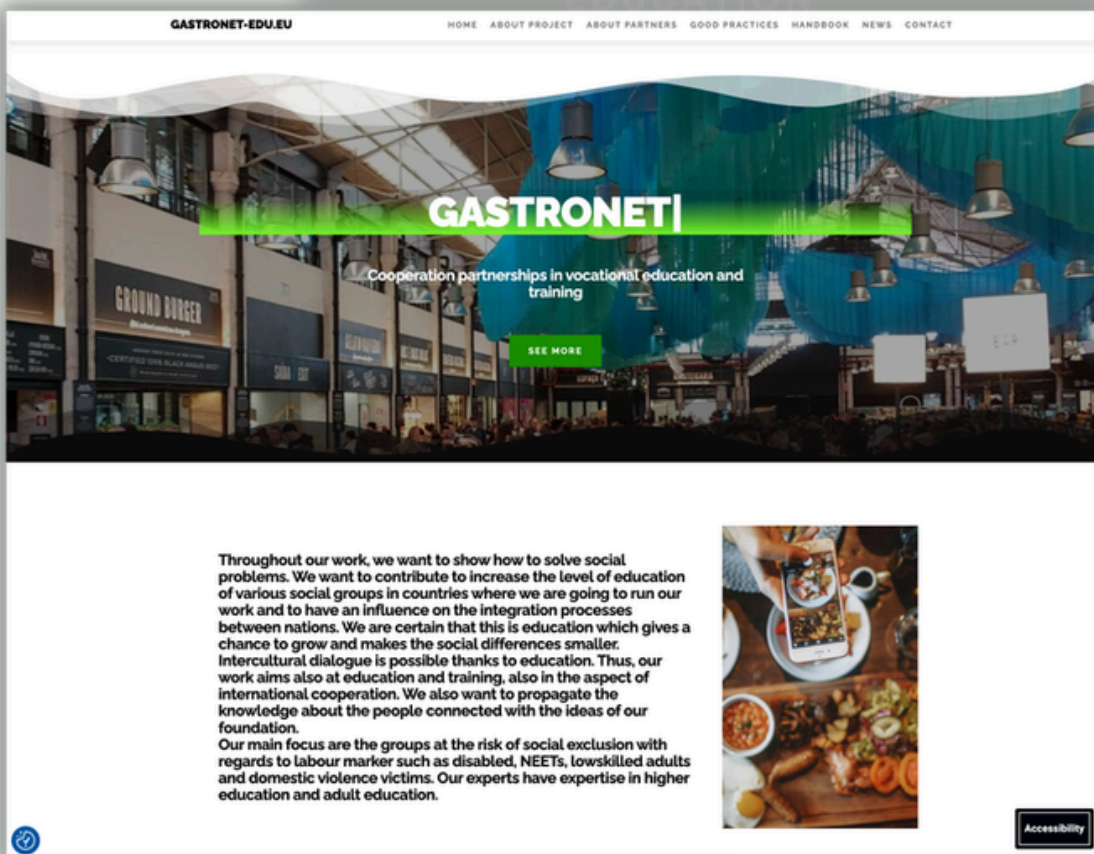 EDUCATION
GASTRONET-EDU.EU
HOME ABOUT PROJECT ABOUT PARTNERS GOOD PRACTICES HANDBOOK NEWS CONTACT
GASTRONET|
Cooperation partnerships in vocational education and
training
SEE MORE
GROUND BURGER
-CERTIFIED 100% BLACK ANGUS BEEF-
Throughout our work, we want to show how to solve social
problems. We want to contribute to increase the level of education
of various social groups in countries where we are going to run our
work and to have an influence on the integration processes
between nations. We are certain that this is education which gives a
chance to grow and makes the social differences smaller.
Intercultural dialogue is possible thanks to education. Thus, our
work aims also at education and training, also in the aspect of
international cooperation. We also want to propagate the
knowledge about the people connected with the ideas of our
foundation.
Our main focus are the groups at the risk of social exclusion with
regards to labour marker such as disabled, NEETs, lowskilled adults
and domestic violence victims. Our experts have expertise in higher
education and adult education.
Accessibility